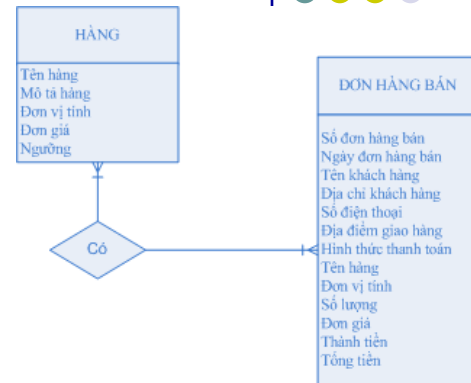 HÀNG
Tên hàng
Mô tả hàng
Đơn vị tính
Đơn giá
Ngưỡng
Có
ĐƠN HÀNG BÁN
Số đơn hàng bán
Ngày đơn hàng bán
Tên khách hàng
Địa chỉ khách hàng
Số điện thoại
Địa điểm giao hàng
Hình thức thanh toán
Tên hàng
Đơn vị tính
Số lượng
Đơn giá
Thành tiền
Tổng tiền